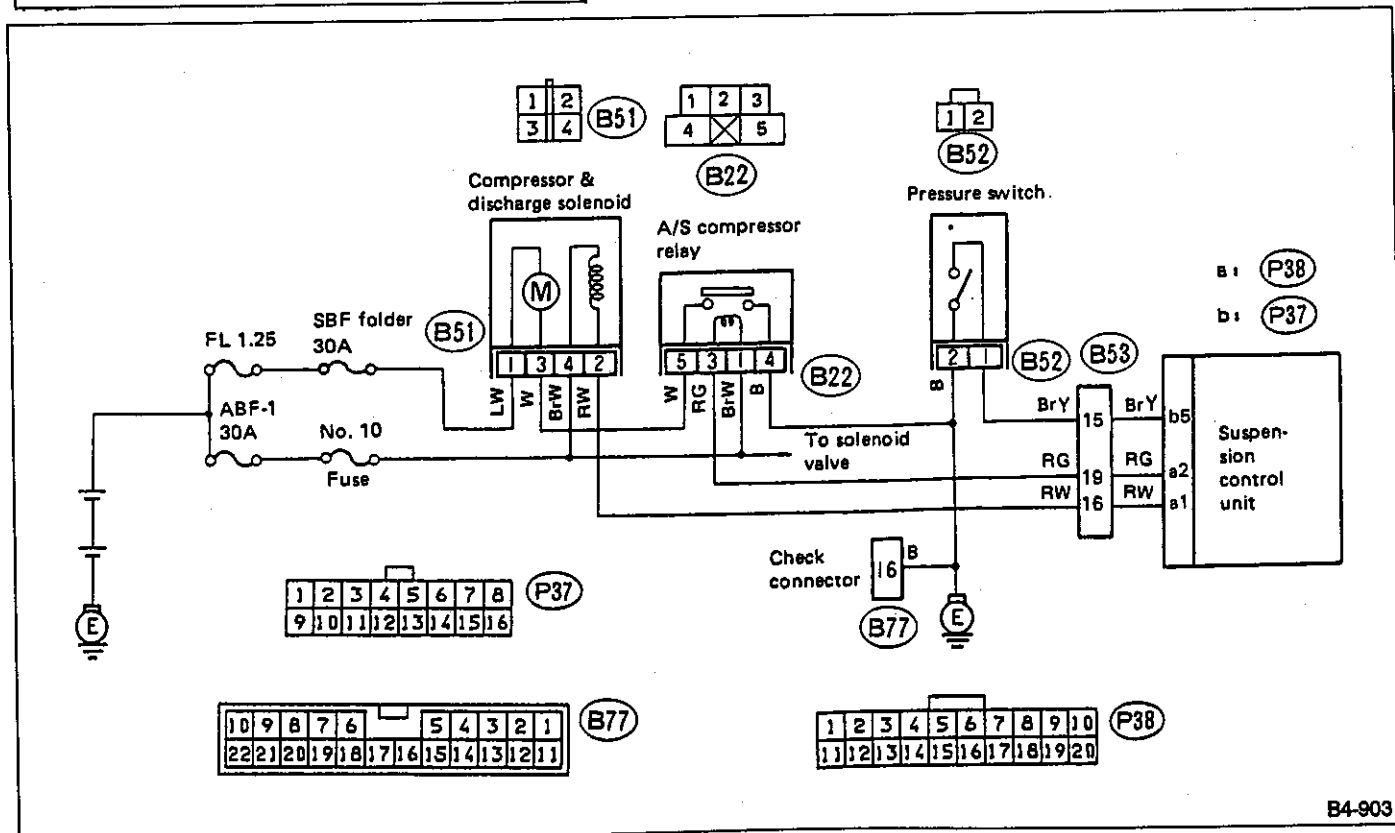 1 2
3 4
B51
1 2 3
4 5
B22
1 2
B52
Compressor &
discharge solenoid
A/S compressor
relay
Pressure switch.
M
a: P38
b: P37
FL 1.25
SBF folder
30A
B51
1 3 4 2
5 3 1 4
B22
2 1
B52
B53
ABF-1
30A
No. 10
Fuse
LW
W
BrW
RW
W
RG
BrW
B
B
To solenoid
valve
BrY 15 BrY b5
RG 19 RG a2
RW 16 RW a1
Suspen-
sion
control
unit
Check
connector
16
B
B77
E
E
1 2 3 4 5 6 7 8
9 10 11 12 13 14 15 16
P37
10 9 8 7 6 5 4 3 2 1
22 21 20 19 18 17 16 15 14 13 12 11
B77
1 2 3 4 5 6 7 8 9 10
11 12 13 14 15 16 17 18 19 20
P38
B4-903